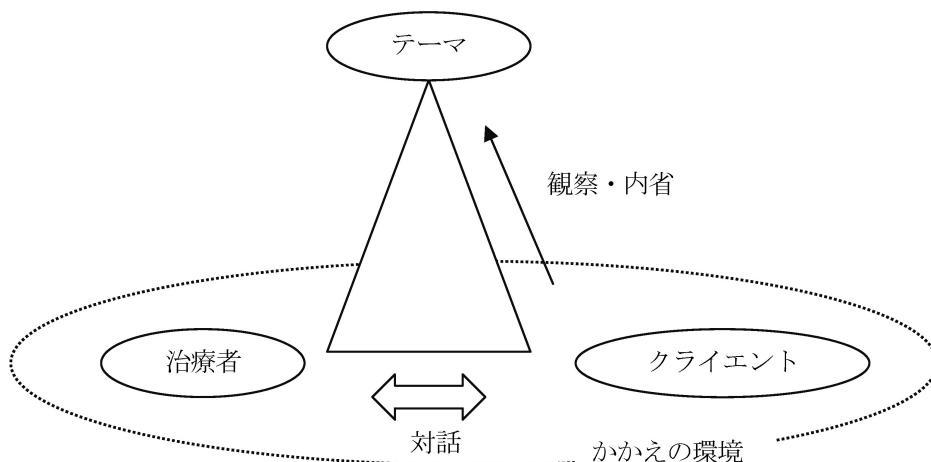 テーマ
観察・内省
治療者
クライエント
対話
かかえの環境